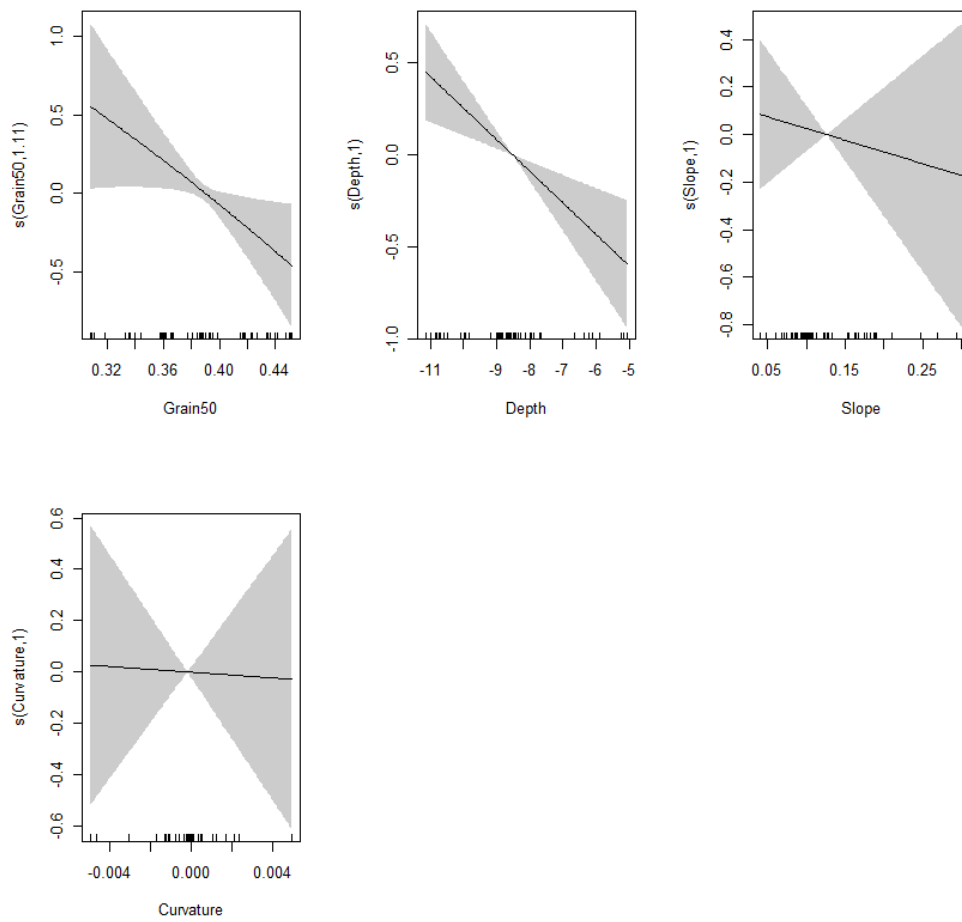 s(Grain50,1.11)
1.0
0.5
0.0
-0.5
0.32 0.36 0.40 0.44
Grain50
s(Depth,1)
0.5
0.0
-0.5
-1.0
-11 -9 -8 -7 -6 -5
Depth
s(Slope,1)
0.4
0.2
0.0
-0.2
-0.4
-0.6
-0.8
0.05 0.15 0.25
Slope
s(Curvature,1)
0.6
0.4
0.2
0.0
-0.2
-0.4
-0.6
-0.004 0.000 0.004
Curvature